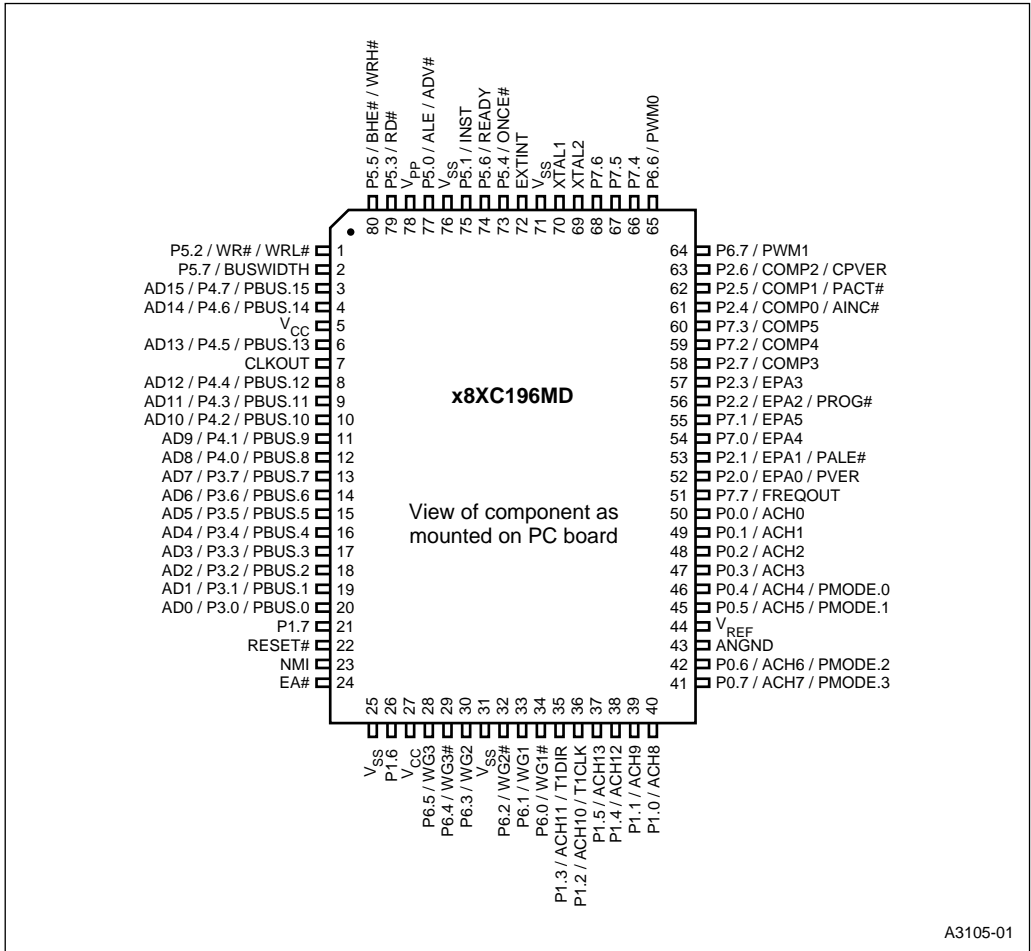 P5.5 / BHE# / WRH#
P5.3 / RD#
VPP
P5.0 / ALE / ADV#
VSS
P5.1 / INST
P5.6 / READY
P5.4 / ONCE#
EXTINT
VSS
XTAL1
XTAL2
P7.6
P7.5
P7.4
P6.6 / PWM0
80 79 78 77 76 75 74 73 72 71 70 69 68 67 66 65
P5.2 / WR# / WRL# 1
P5.7 / BUSWIDTH 2
AD15 / P4.7 / PBUS.15 3
AD14 / P4.6 / PBUS.14 4
VCC 5
AD13 / P4.5 / PBUS.13 6
CLKOUT 7
AD12 / P4.4 / PBUS.12 8
AD11 / P4.3 / PBUS.11 9
AD10 / P4.2 / PBUS.10 10
AD9 / P4.1 / PBUS.9 11
AD8 / P4.0 / PBUS.8 12
AD7 / P3.7 / PBUS.7 13
AD6 / P3.6 / PBUS.6 14
AD5 / P3.5 / PBUS.5 15
AD4 / P3.4 / PBUS.4 16
AD3 / P3.3 / PBUS.3 17
AD2 / P3.2 / PBUS.2 18
AD1 / P3.1 / PBUS.1 19
AD0 / P3.0 / PBUS.0 20
P1.7 21
RESET# 22
NMI 23
EA# 24
x8XC196MD
View of component as
mounted on PC board
64 P6.7 / PWM1
63 P2.6 / COMP2 / CPVER
62 P2.5 / COMP1 / PACT#
61 P2.4 / COMP0 / AINC#
60 P7.3 / COMP5
59 P7.2 / COMP4
58 P2.7 / COMP3
57 P2.3 / EPA3
56 P2.2 / EPA2 / PROG#
55 P7.1 / EPA5
54 P7.0 / EPA4
53 P2.1 / EPA1 / PALE#
52 P2.0 / EPA0 / PVER
51 P7.7 / FREQOUT
50 P0.0 / ACH0
49 P0.1 / ACH1
48 P0.2 / ACH2
47 P0.3 / ACH3
46 P0.4 / ACH4 / PMODE.0
45 P0.5 / ACH5 / PMODE.1
44 VREF
43 ANGND
42 P0.6 / ACH6 / PMODE.2
41 P0.7 / ACH7 / PMODE.3
25 26 27 28 29 30 31 32 33 34 35 36 37 38 39 40
VSS
P1.6
VCC
P6.5 / WG3
P6.4 / WG3#
P6.3 / WG2
VSS
P6.2 / WG2#
P6.1 / WG1
P6.0 / WG1#
P1.3 / ACH11 / T1DIR
P1.2 / ACH10 / T1CLK
P1.5 / ACH13
P1.4 / ACH12
P1.1 / ACH9
P1.0 / ACH8
A3105-01